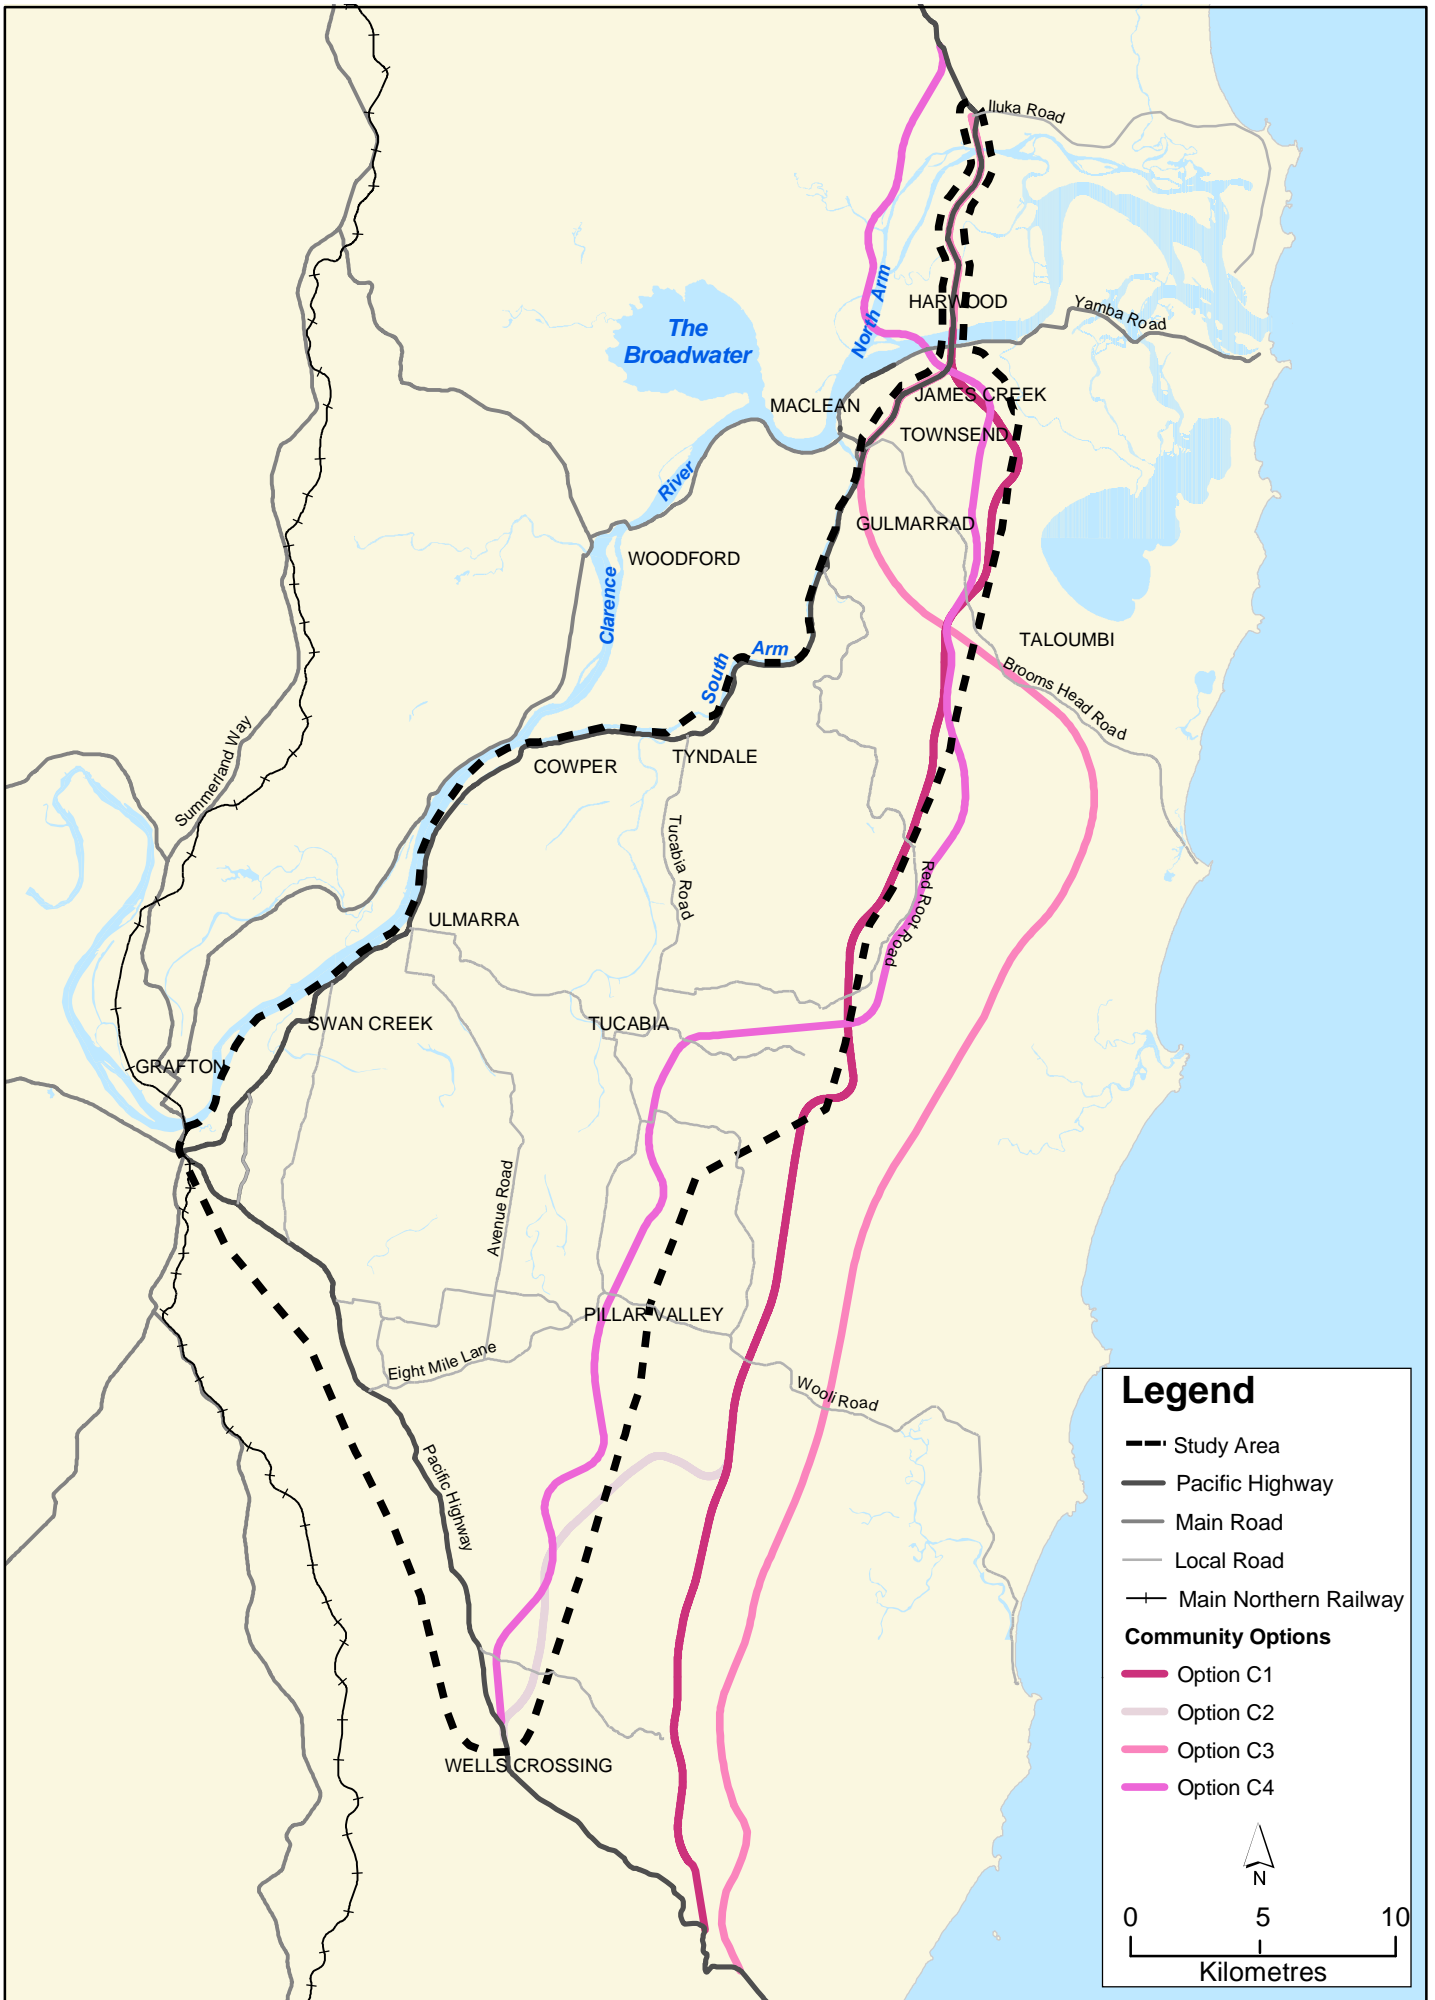 Iluka Road
North Arm
HARWOOD
Yamba Road
The
Broadwater
MACLEAN
JAMES CREEK
TOWNSEND
River
GULMARRAD
WOODFORD
Clarence
TALOUMBI
South
Arm
Brooms Head Road
Summerland Way
COWPER
TYNDALE
Tucabia Road
Red Root Road
ULMARRA
SWAN CREEK
TUCABIA
GRAFTON
Avenue Road
PILLAR VALLEY
Eight Mile Lane
Wooli Road
Pacific Highway
WELLS CROSSING
Legend
Study Area
Pacific Highway
Main Road
Local Road
Main Northern Railway
Community Options
Option C1
Option C2
Option C3
Option C4
N
0 5 10
Kilometres